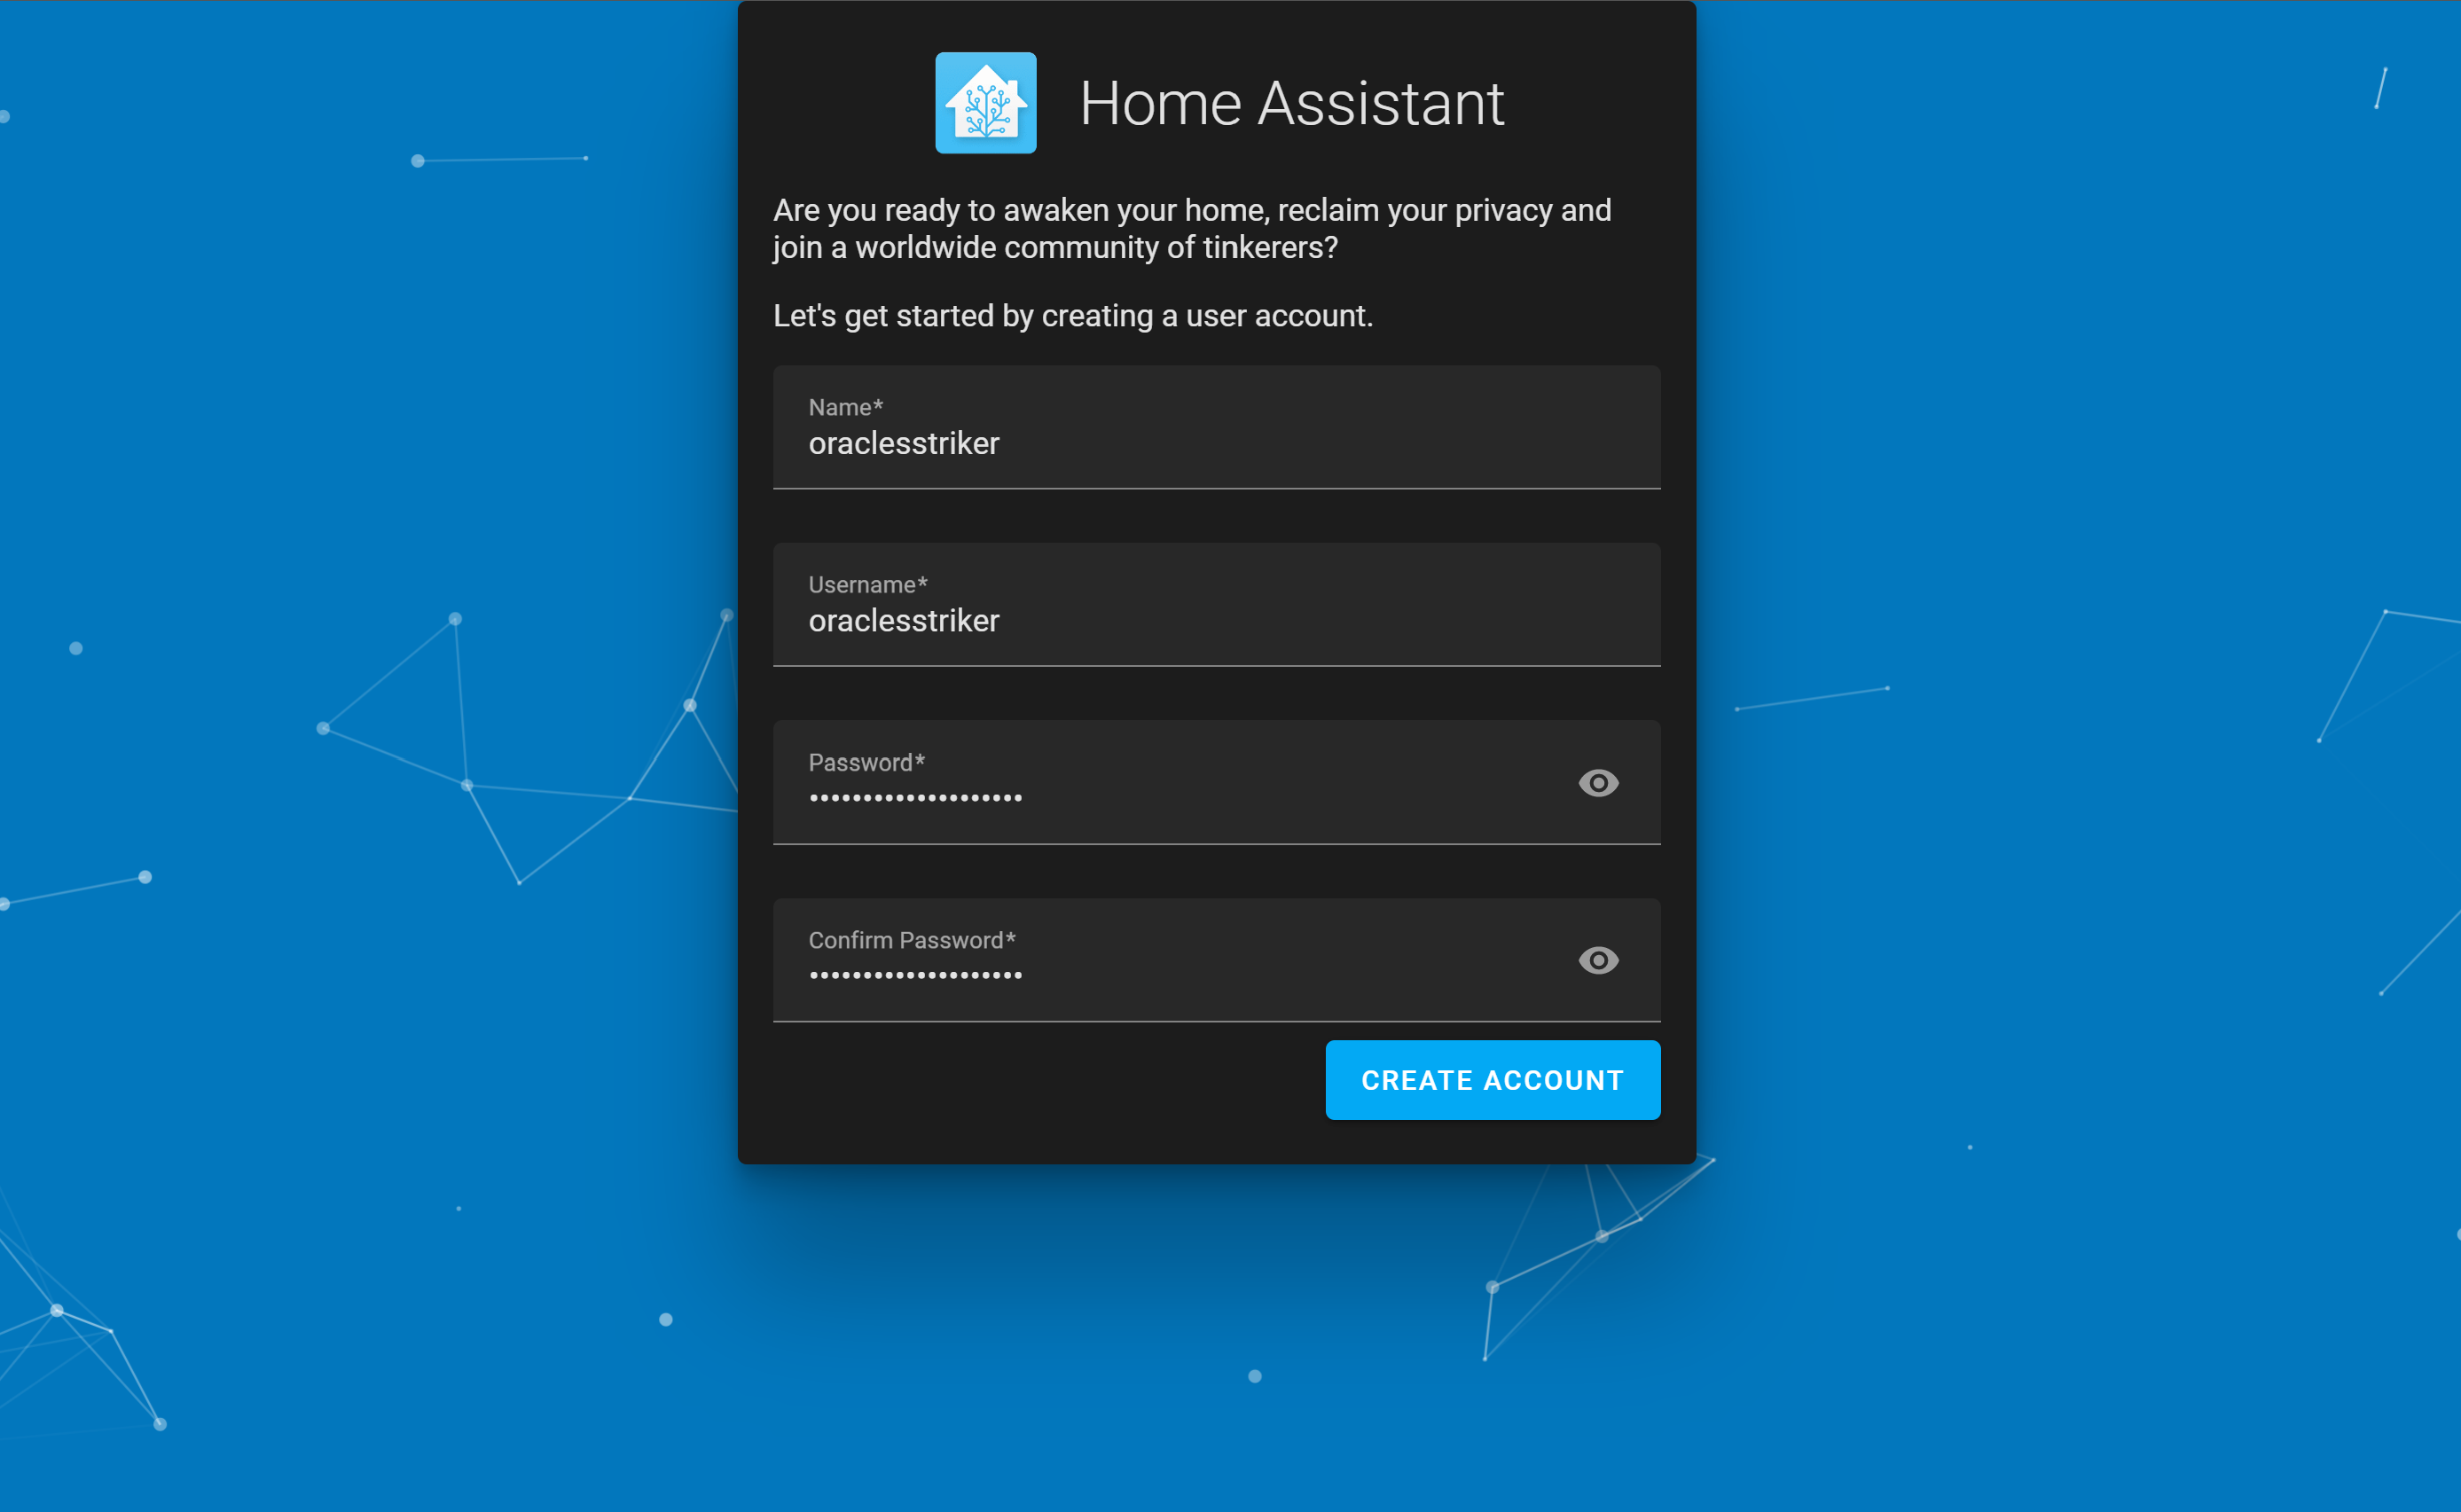 Home Assistant
Are you ready to awaken your home, reclaim your privacy and
join a worldwide community of tinkerers?
Let's get started by creating a user account.
Name*
oraclesstriker
Username*
oraclesstriker
Password*
••••••••••••••••••••
Confirm Password*
••••••••••••••••••••
CREATE ACCOUNT